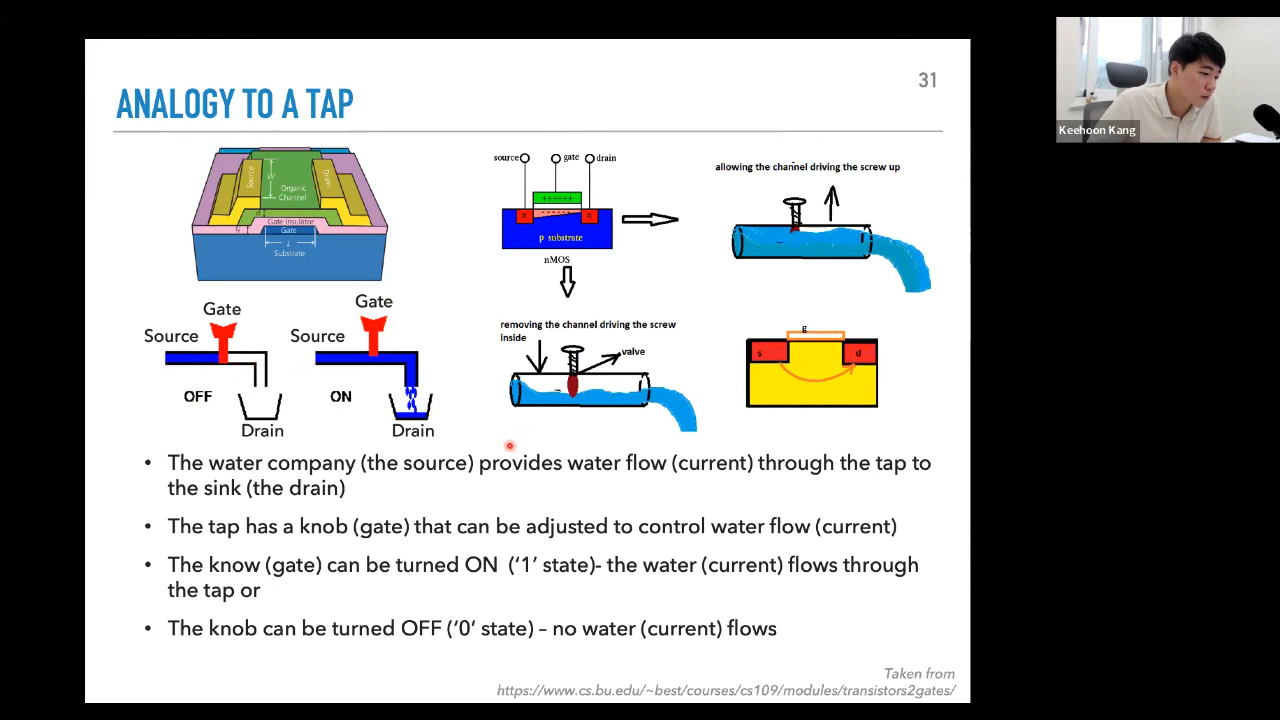 31
ANALOGY TO A TAP
Source
W
Organic
Channel
Drain
d
Gate Insulator
Gate
L
Substrate
source
gate
drain
++++++
n
n
p substrate
nMOS
allowing the channel driving the screw up
Gate
Source
OFF
Drain
Gate
Source
ON
Drain
removing the channel driving the screw
inside
valve
g
s
d
• The water company (the source) provides water flow (current) through the tap to
the sink (the drain)
• The tap has a knob (gate) that can be adjusted to control water flow (current)
• The know (gate) can be turned ON (‘1’ state)- the water (current) flows through
the tap or
• The knob can be turned OFF (‘0’ state) – no water (current) flows
Taken from
https://www.cs.bu.edu/~best/courses/cs109/modules/transistors2gates/
Keehoon Kang